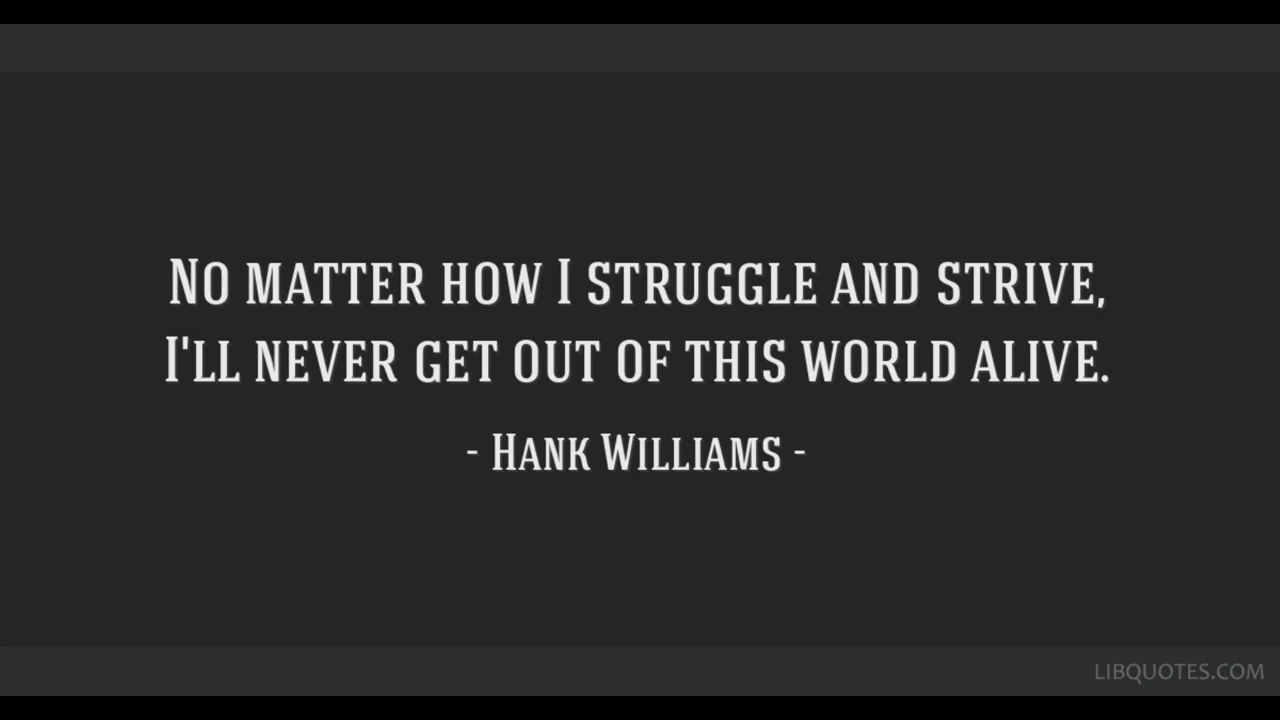 No matter how I struggle and strive,
I'll never get out of this world alive.
- Hank Williams -
LIBQUOTES.COM